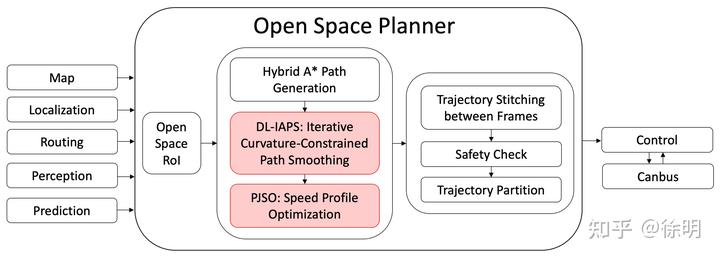 Open Space Planner
Map
Localization
Routing
Perception
Prediction
Open
Space
RoI
Hybrid A* Path
Generation
DL-IAPS: Iterative
Curvature-Constrained
Path Smoothing
PJSO: Speed Profile
Optimization
Trajectory Stitching
between Frames
Safety Check
Trajectory Partition
Control
Canbus
知乎 @徐明